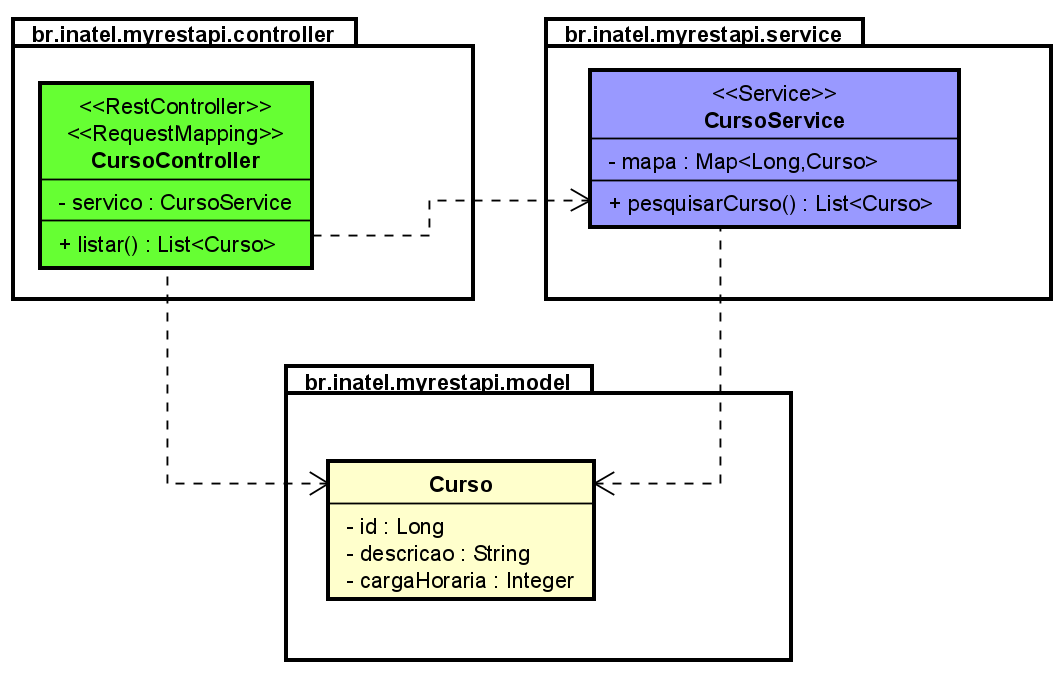 br.inatel.myrestapi.controller
<<RestController>>
<<RequestMapping>>
CursoController
- servico : CursoService
+ listar() : List<Curso>
br.inatel.myrestapi.service
<<Service>>
CursoService
- mapa : Map<Long,Curso>
+ pesquisarCurso() : List<Curso>
br.inatel.myrestapi.model
Curso
- id : Long
- descricao : String
- cargaHoraria : Integer